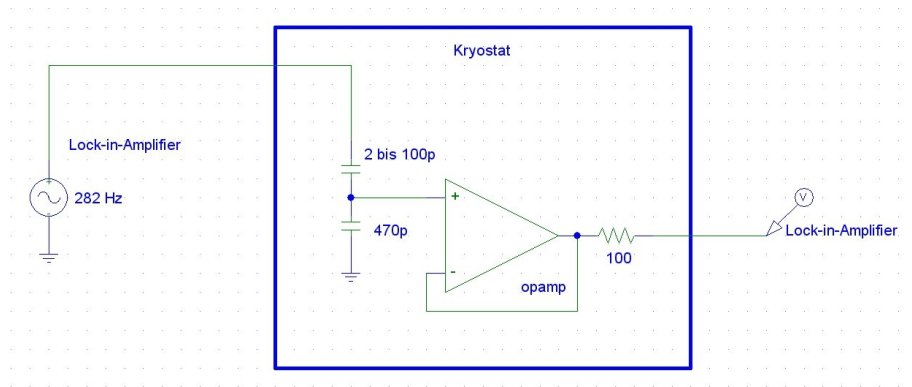 Kryostat
Lock-in-Amplifier
2 bis 100p
282 Hz
+
V
470p
Lock-in-Amplifier
100
-
opamp